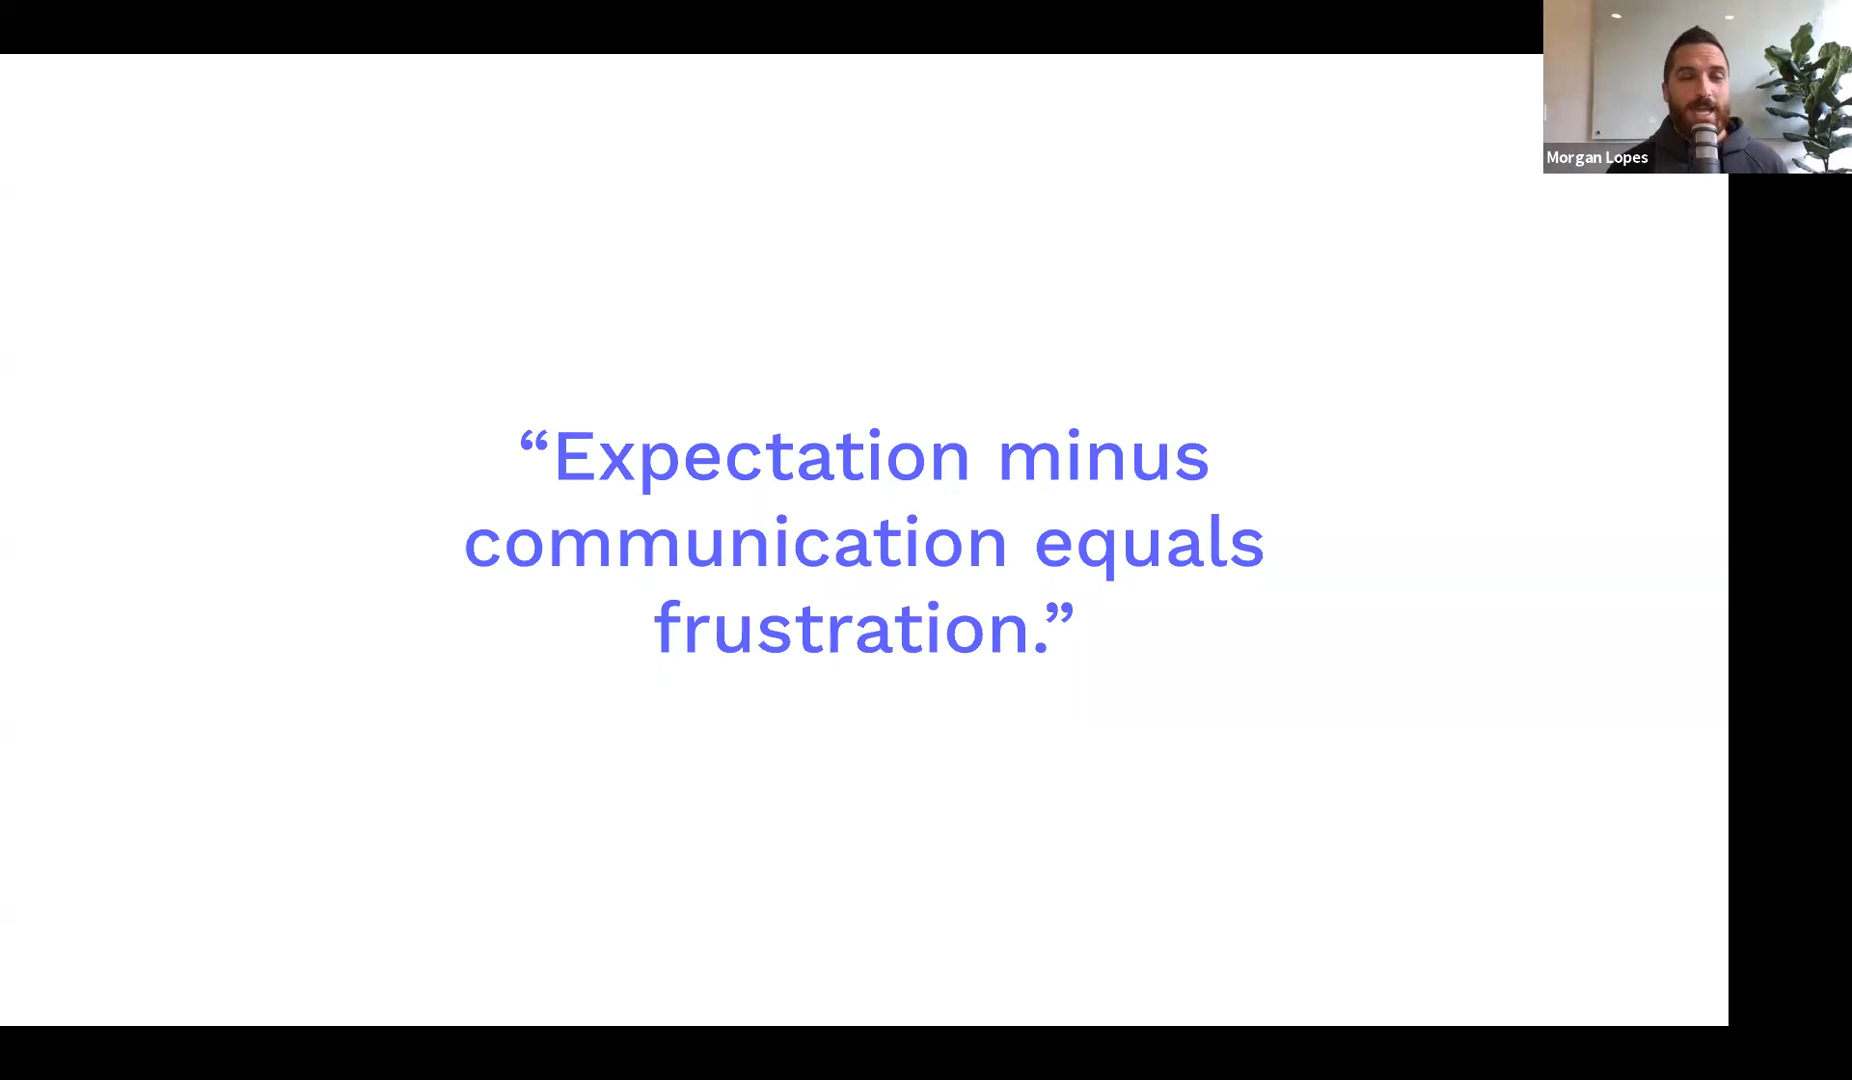 Morgan Lopes
“Expectation minus
communication equals
frustration.”